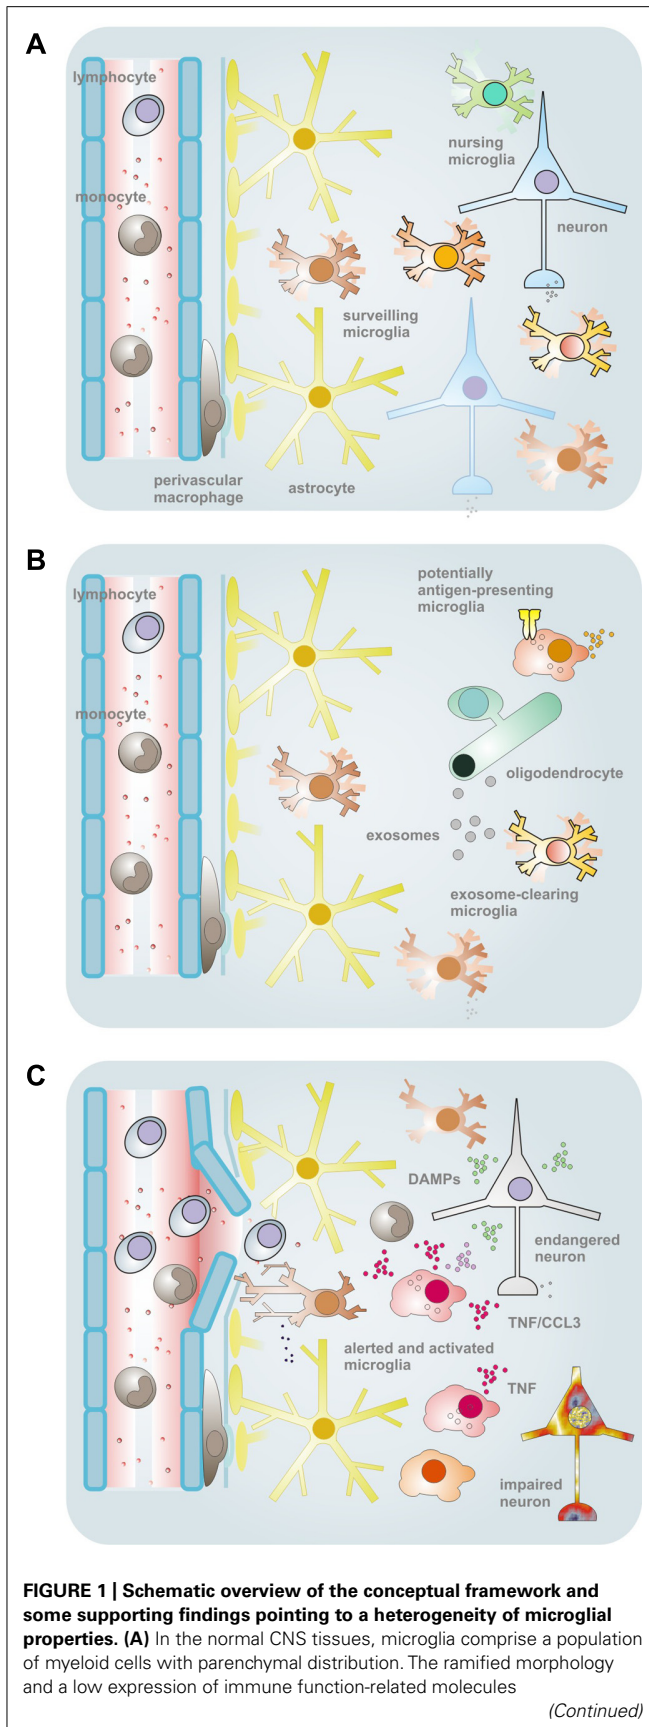 A
lymphocyte
nursing
microglia
monocyte
neuron
surveilling
microglia
perivascular
macrophage
astrocyte
B
potentially
antigen-presenting
microglia
lymphocyte
monocyte
oligodendrocyte
exosomes
exosome-clearing
microglia
C
DAMPs
endangered
neuron
TNF/CCL3
alerted and activated
microglia
TNF
impaired
neuron
FIGURE 1 | Schematic overview of the conceptual framework and
some supporting findings pointing to a heterogeneity of microglial
properties. (A) In the normal CNS tissues, microglia comprise a population
of myeloid cells with parenchymal distribution. The ramified morphology
and a low expression of immune function-related molecules
(Continued)